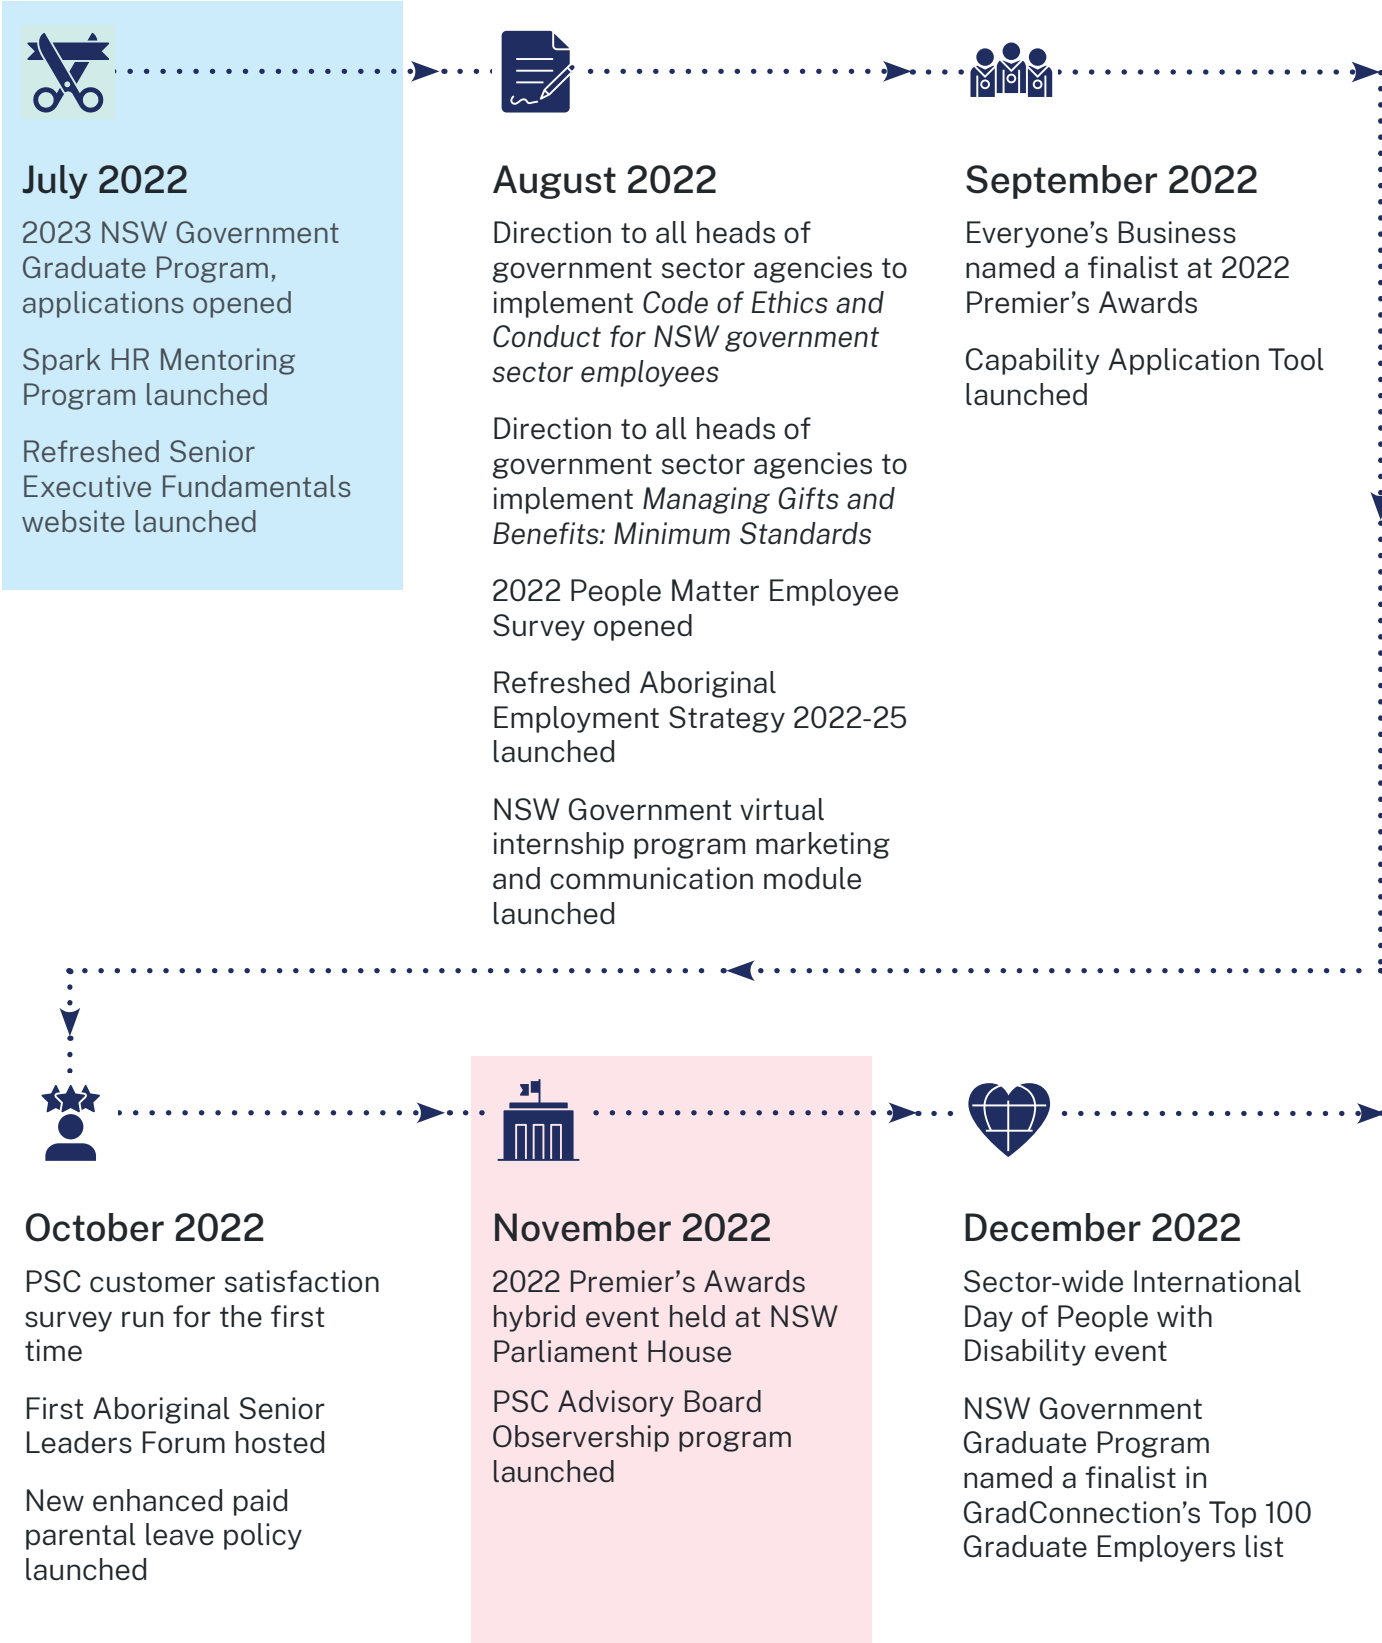 July 2022
2023 NSW Government
Graduate Program,
applications opened
Spark HR Mentoring
Program launched
Refreshed Senior
Executive Fundamentals
website launched
August 2022
Direction to all heads of
government sector agencies to
implement Code of Ethics and
Conduct for NSW government
sector employees
Direction to all heads of
government sector agencies to
implement Managing Gifts and
Benefits: Minimum Standards
2022 People Matter Employee
Survey opened
Refreshed Aboriginal
Employment Strategy 2022-25
launched
NSW Government virtual
internship program marketing
and communication module
launched
September 2022
Everyone’s Business
named a finalist at 2022
Premier’s Awards
Capability Application Tool
launched
October 2022
PSC customer satisfaction
survey run for the first
time
First Aboriginal Senior
Leaders Forum hosted
New enhanced paid
parental leave policy
launched
November 2022
2022 Premier’s Awards
hybrid event held at NSW
Parliament House
PSC Advisory Board
Observership program
launched
December 2022
Sector-wide International
Day of People with
Disability event
NSW Government
Graduate Program
named a finalist in
GradConnection’s Top 100
Graduate Employers list